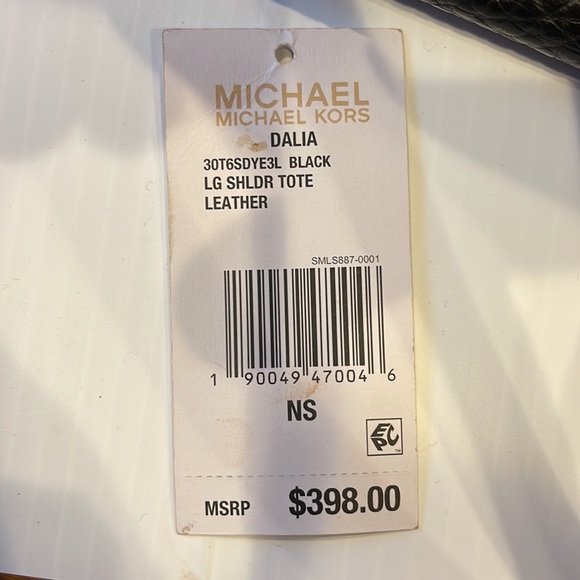 MICHAEL
MICHAEL KORS
DALIA
30T6SDYE3L BLACK
LG SHLDR TOTE
LEATHER
SMLS887-0001
1 90049 47004 6
NS
EPC
MSRP $398.00